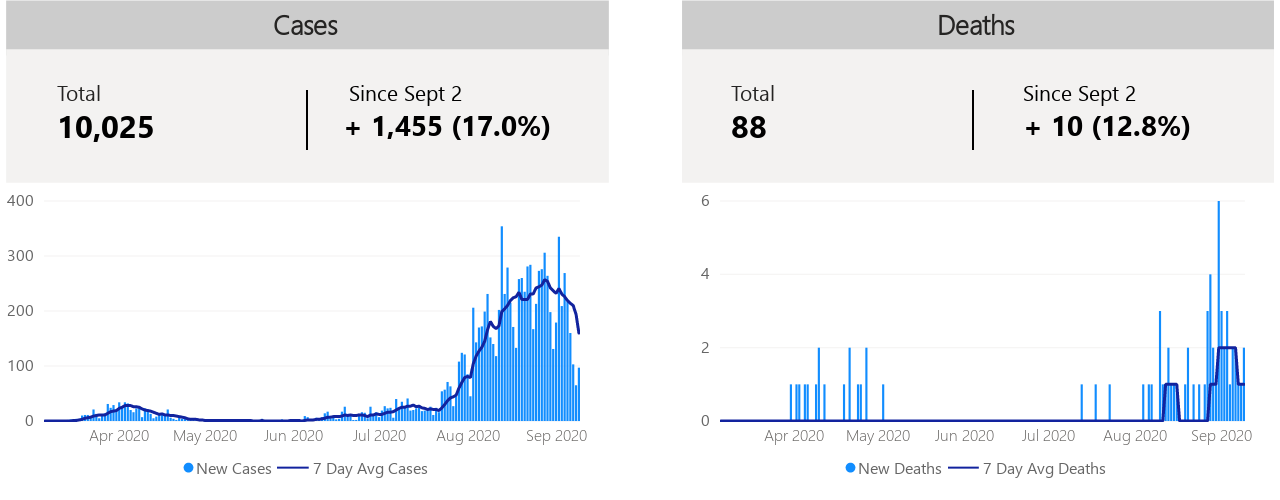 Cases
Total
10,025
Since Sept 2
+ 1,455 (17.0%)
400
300
200
100
0
Apr 2020 May 2020 Jun 2020 Jul 2020 Aug 2020 Sep 2020
New Cases 7 Day Avg Cases
Deaths
Total
88
Since Sept 2
+ 10 (12.8%)
6
4
2
0
Apr 2020 May 2020 Jun 2020 Jul 2020 Aug 2020 Sep 2020
New Deaths 7 Day Avg Deaths